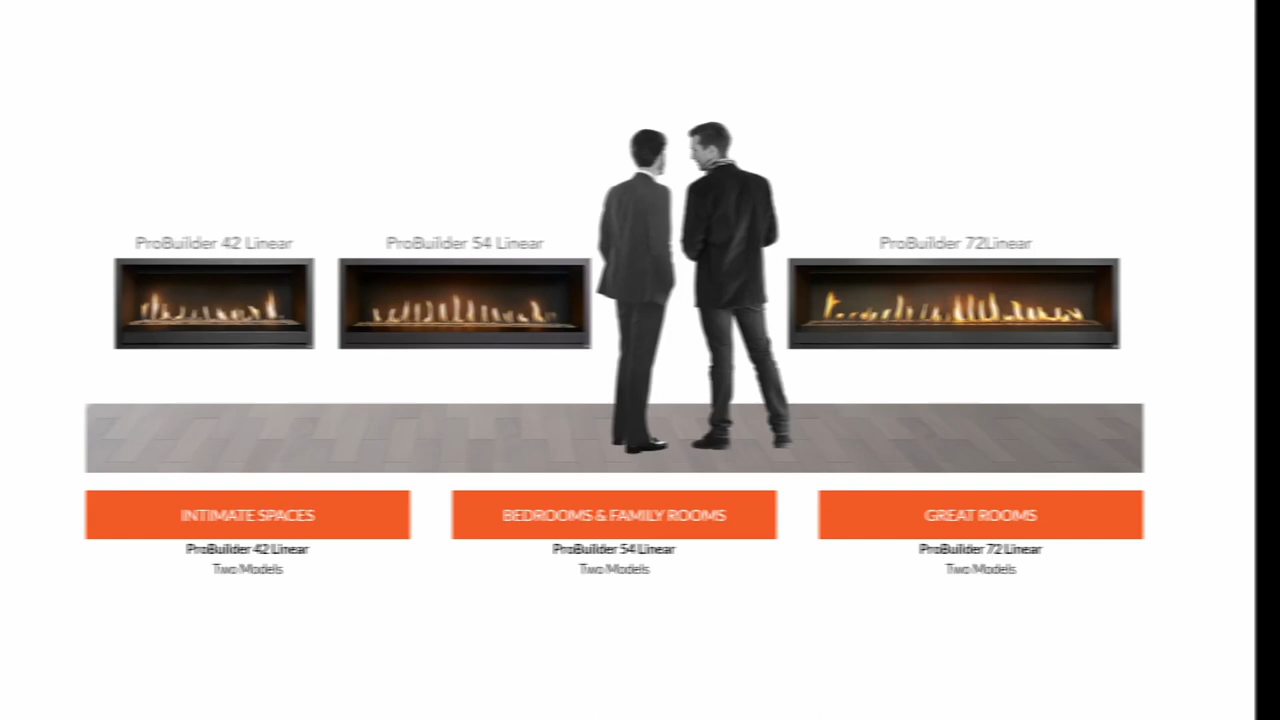 ProBuilder 42 Linear
ProBuilder 54 Linear
ProBuilder 72Linear
INTIMATE SPACES
BEDROOMS & FAMILY ROOMS
GREAT ROOMS
ProBuilder 42 Linear
ProBuilder 54 Linear
ProBuilder 72 Linear
Two Models
Two Models
Two Models